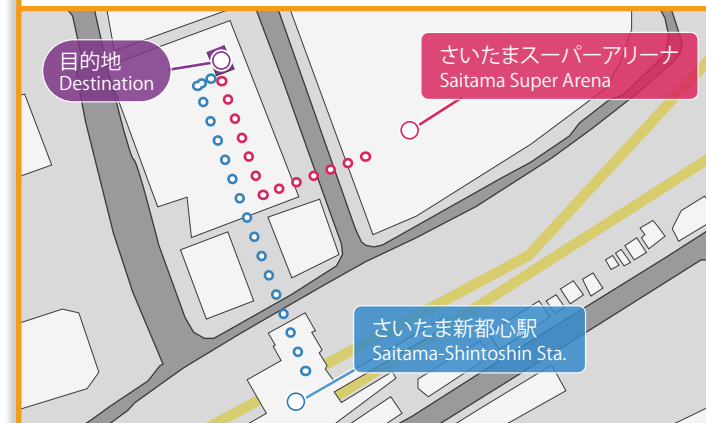 目的地
Destination
さいたまスーパーアリーナ
Saitama Super Arena
さいたま新都心駅
Saitama-Shintoshin Sta.